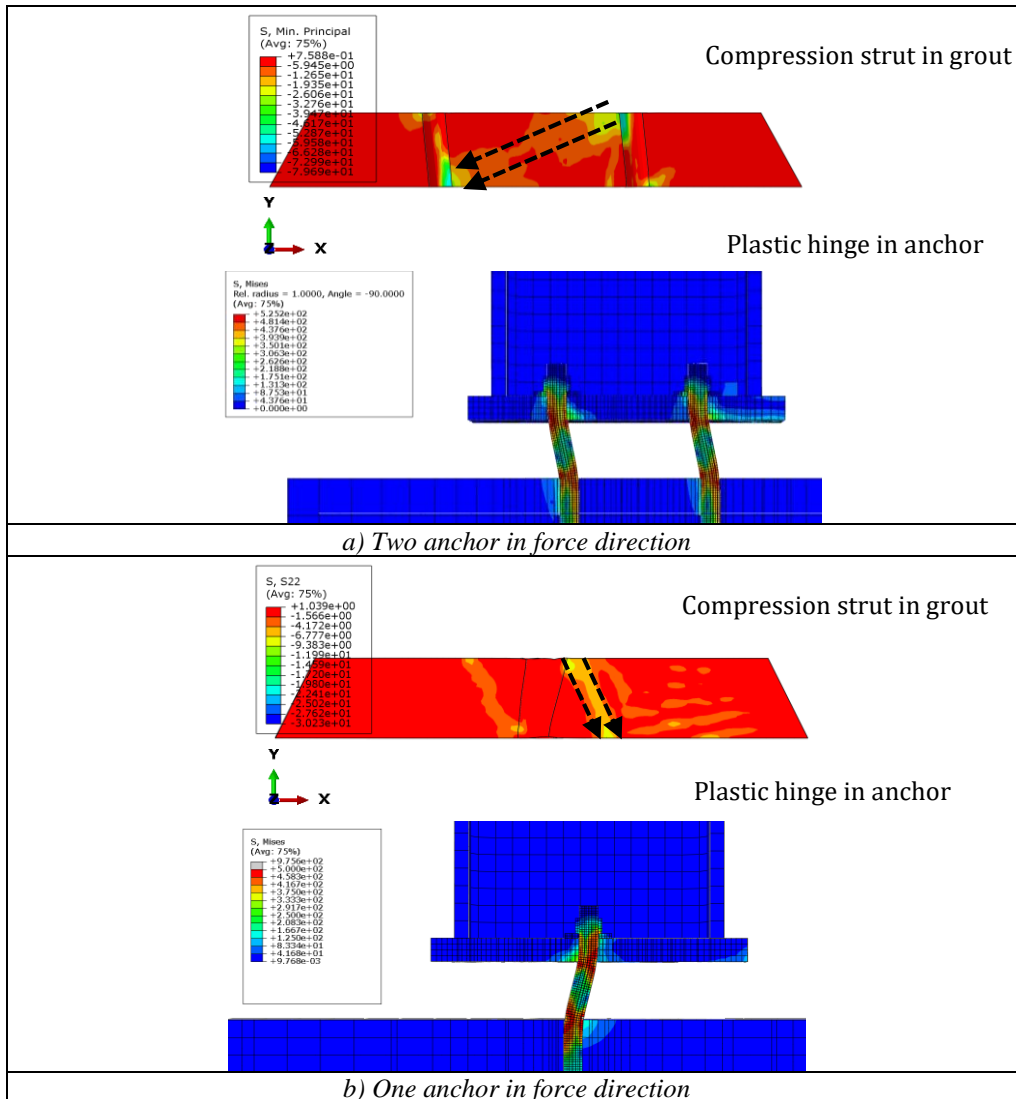 S, Min. Principal
(Avg: 75%)
+7.588e-01
-5.945e+00
-1.265e+01
-1.935e+01
-2.606e+01
-3.276e+01
-3.947e+01
-4.617e+01
-5.287e+01
-5.958e+01
-6.628e+01
-7.299e+01
-7.969e+01
Compression strut in grout
Y
Z
X
Plastic hinge in anchor
S, Mises
Rel. radius = 1.0000, Angle = -90.0000
(Avg: 75%)
+5.252e+02
+4.814e+02
+4.376e+02
+3.939e+02
+3.501e+02
+3.063e+02
+2.626e+02
+2.188e+02
+1.751e+02
+1.313e+02
+8.753e+01
+4.376e+01
+0.000e+00
a) Two anchor in force direction
S, S22
(Avg: 75%)
+1.039e+00
-1.566e+00
-4.172e+00
-6.777e+00
-9.383e+00
-1.199e+01
-1.459e+01
-1.720e+01
-1.980e+01
-2.241e+01
-2.502e+01
-2.762e+01
-3.023e+01
Compression strut in grout
Y
Z
X
Plastic hinge in anchor
S, Mises
(Avg: 75%)
+9.756e+02
+5.000e+02
+4.583e+02
+4.167e+02
+3.750e+02
+3.333e+02
+2.917e+02
+2.500e+02
+2.083e+02
+1.667e+02
+1.250e+02
+8.334e+01
+4.168e+01
+9.768e-03
b) One anchor in force direction